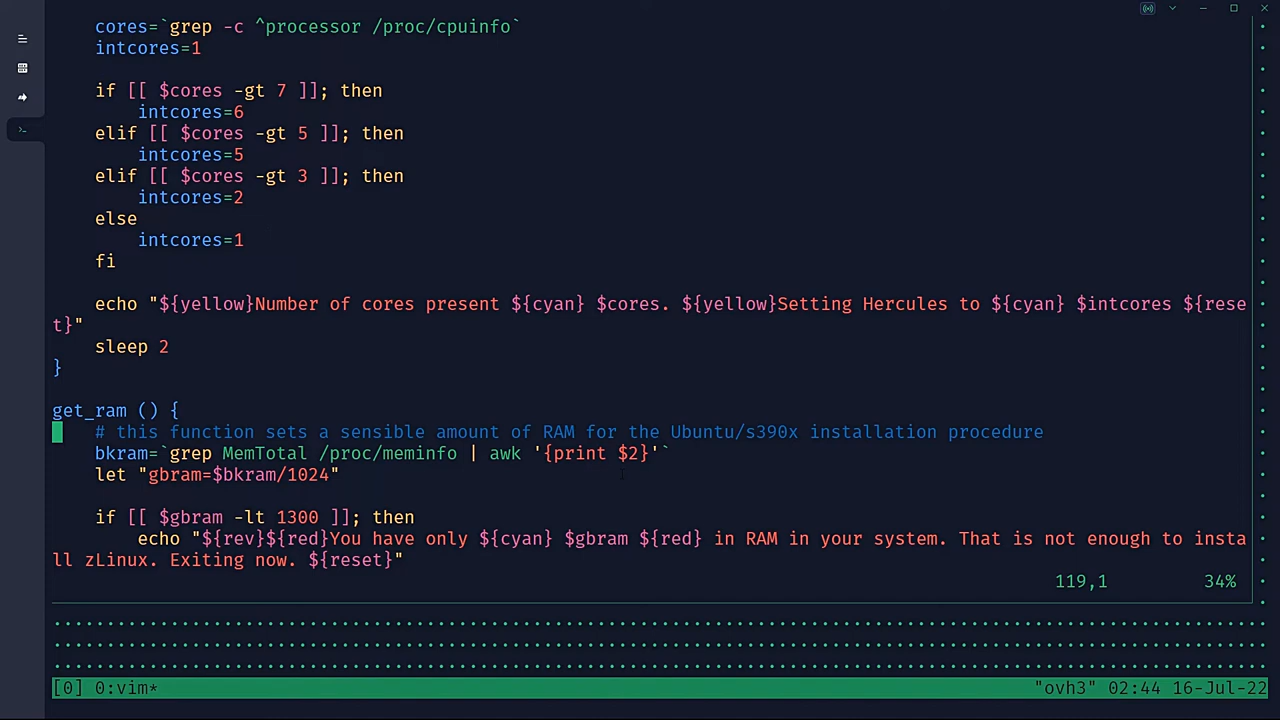 cores=`grep -c ^processor /proc/cpuinfo`
intcores=1
if [[ $cores -gt 7 ]]; then
intcores=6
elif [[ $cores -gt 5 ]]; then
intcores=5
elif [[ $cores -gt 3 ]]; then
intcores=2
else
intcores=1
fi
echo "${yellow}Number of cores present ${cyan} $cores. ${yellow}Setting Hercules to ${cyan} $intcores ${rese
t}"
sleep 2
}
get_ram () {
# this function sets a sensible amount of RAM for the Ubuntu/s390x installation procedure
bkram=`grep MemTotal /proc/meminfo | awk '{print $2}'`
let "gbram=$bkram/1024"
if [[ $gbram -lt 1300 ]]; then
echo "${rev}${red}You have only ${cyan} $gbram ${red} in RAM in your system. That is not enough to insta
ll zLinux. Exiting now. ${reset}"
119,1 34%
[0] 0:vim* "ovh3" 02:44 16-Jul-22